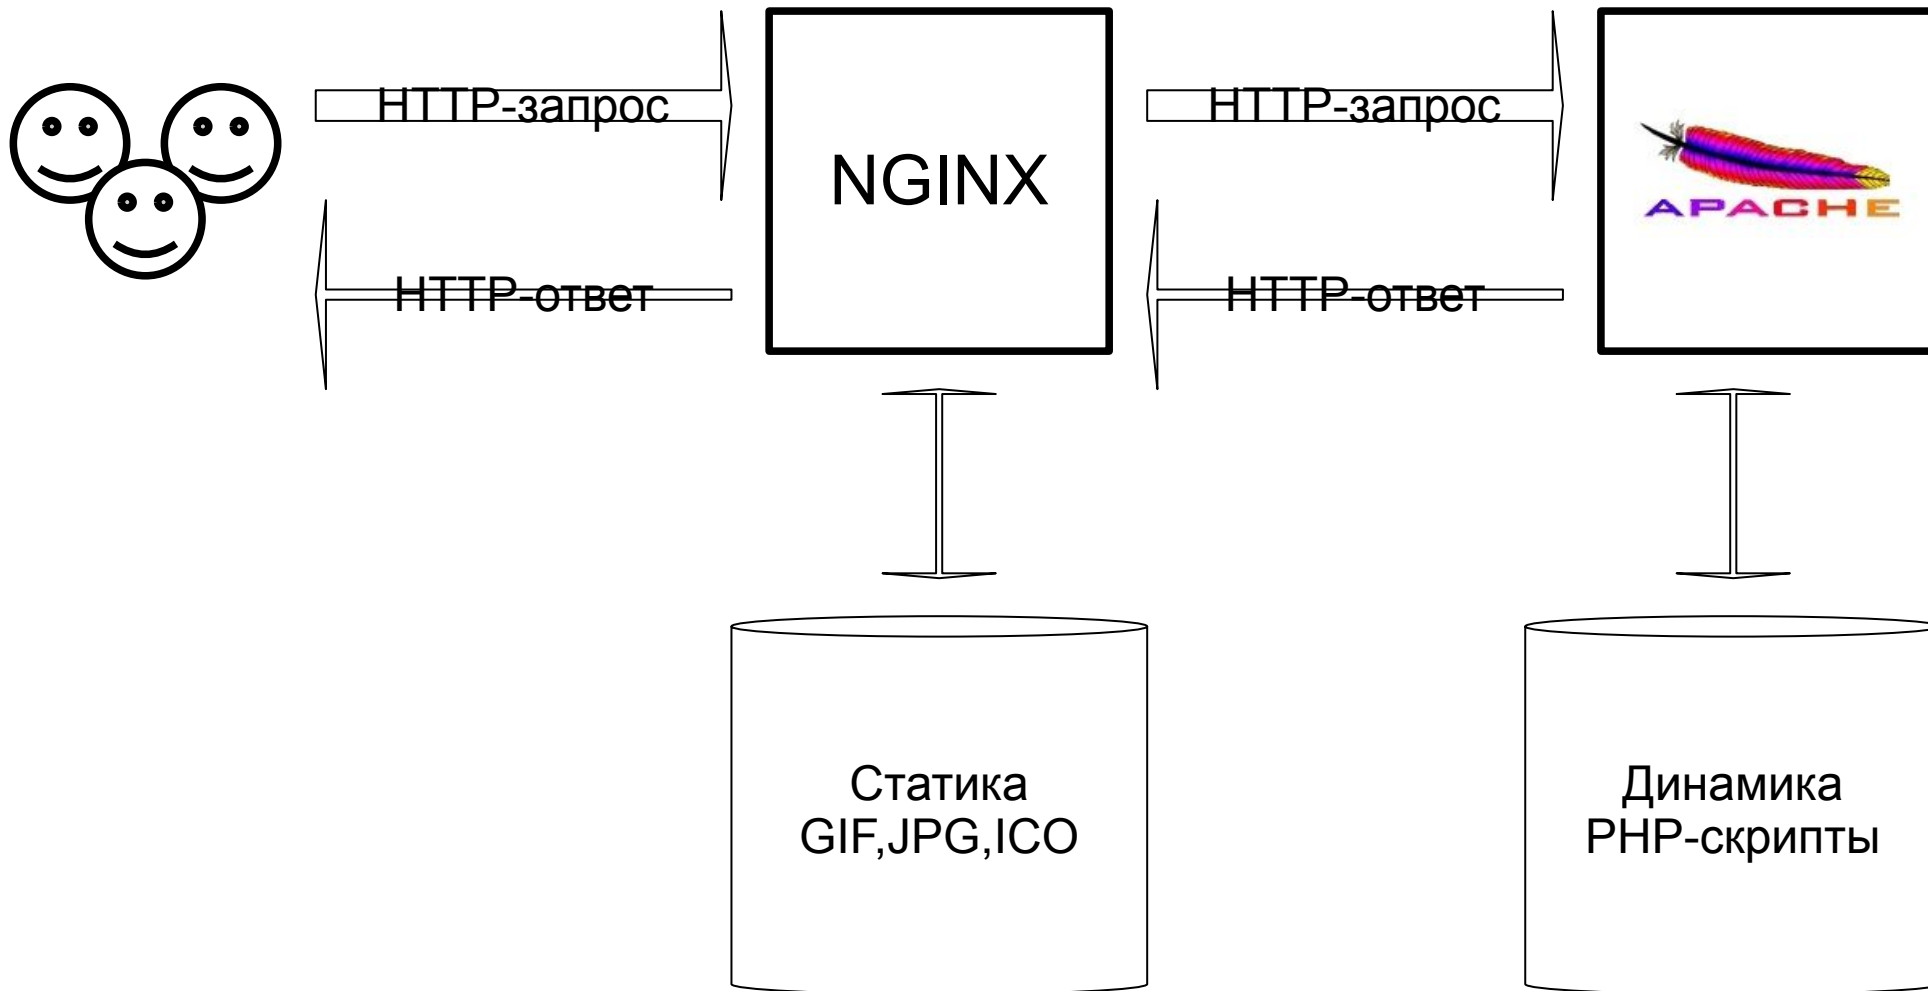 HTTP-запрос
NGINX
HTTP-запрос
APACHE
HTTP-ответ
HTTP-ответ
Статика
GIF,JPG,ICO
Динамика
PHP-скрипты